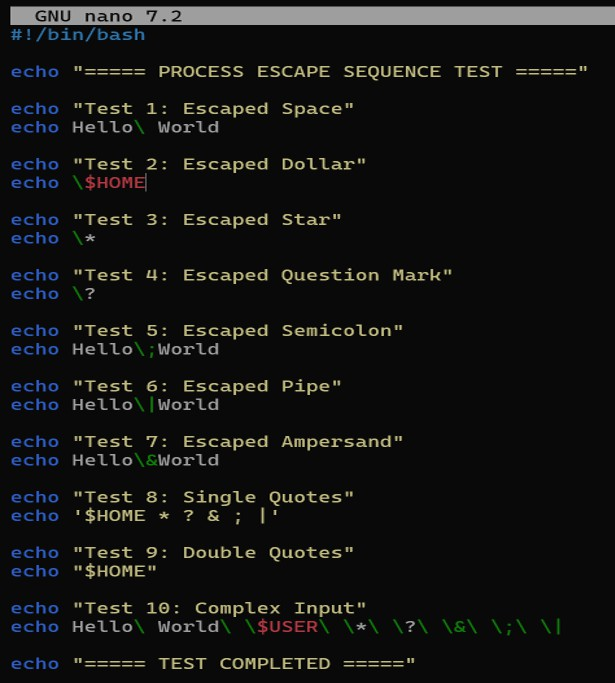 GNU nano 7.2
#!/bin/bash
echo "===== PROCESS ESCAPE SEQUENCE TEST ====="
echo "Test 1: Escaped Space"
echo Hello\ World
echo "Test 2: Escaped Dollar"
echo \$HOME
echo "Test 3: Escaped Star"
echo \*
echo "Test 4: Escaped Question Mark"
echo \?
echo "Test 5: Escaped Semicolon"
echo Hello\;World
echo "Test 6: Escaped Pipe"
echo Hello\|World
echo "Test 7: Escaped Ampersand"
echo Hello\&World
echo "Test 8: Single Quotes"
echo '$HOME * ? & ; |'
echo "Test 9: Double Quotes"
echo "$HOME"
echo "Test 10: Complex Input"
echo Hello\ World\ \$USER\ \*\ \?\ \&\ \;\ \|
echo "===== TEST COMPLETED ====="